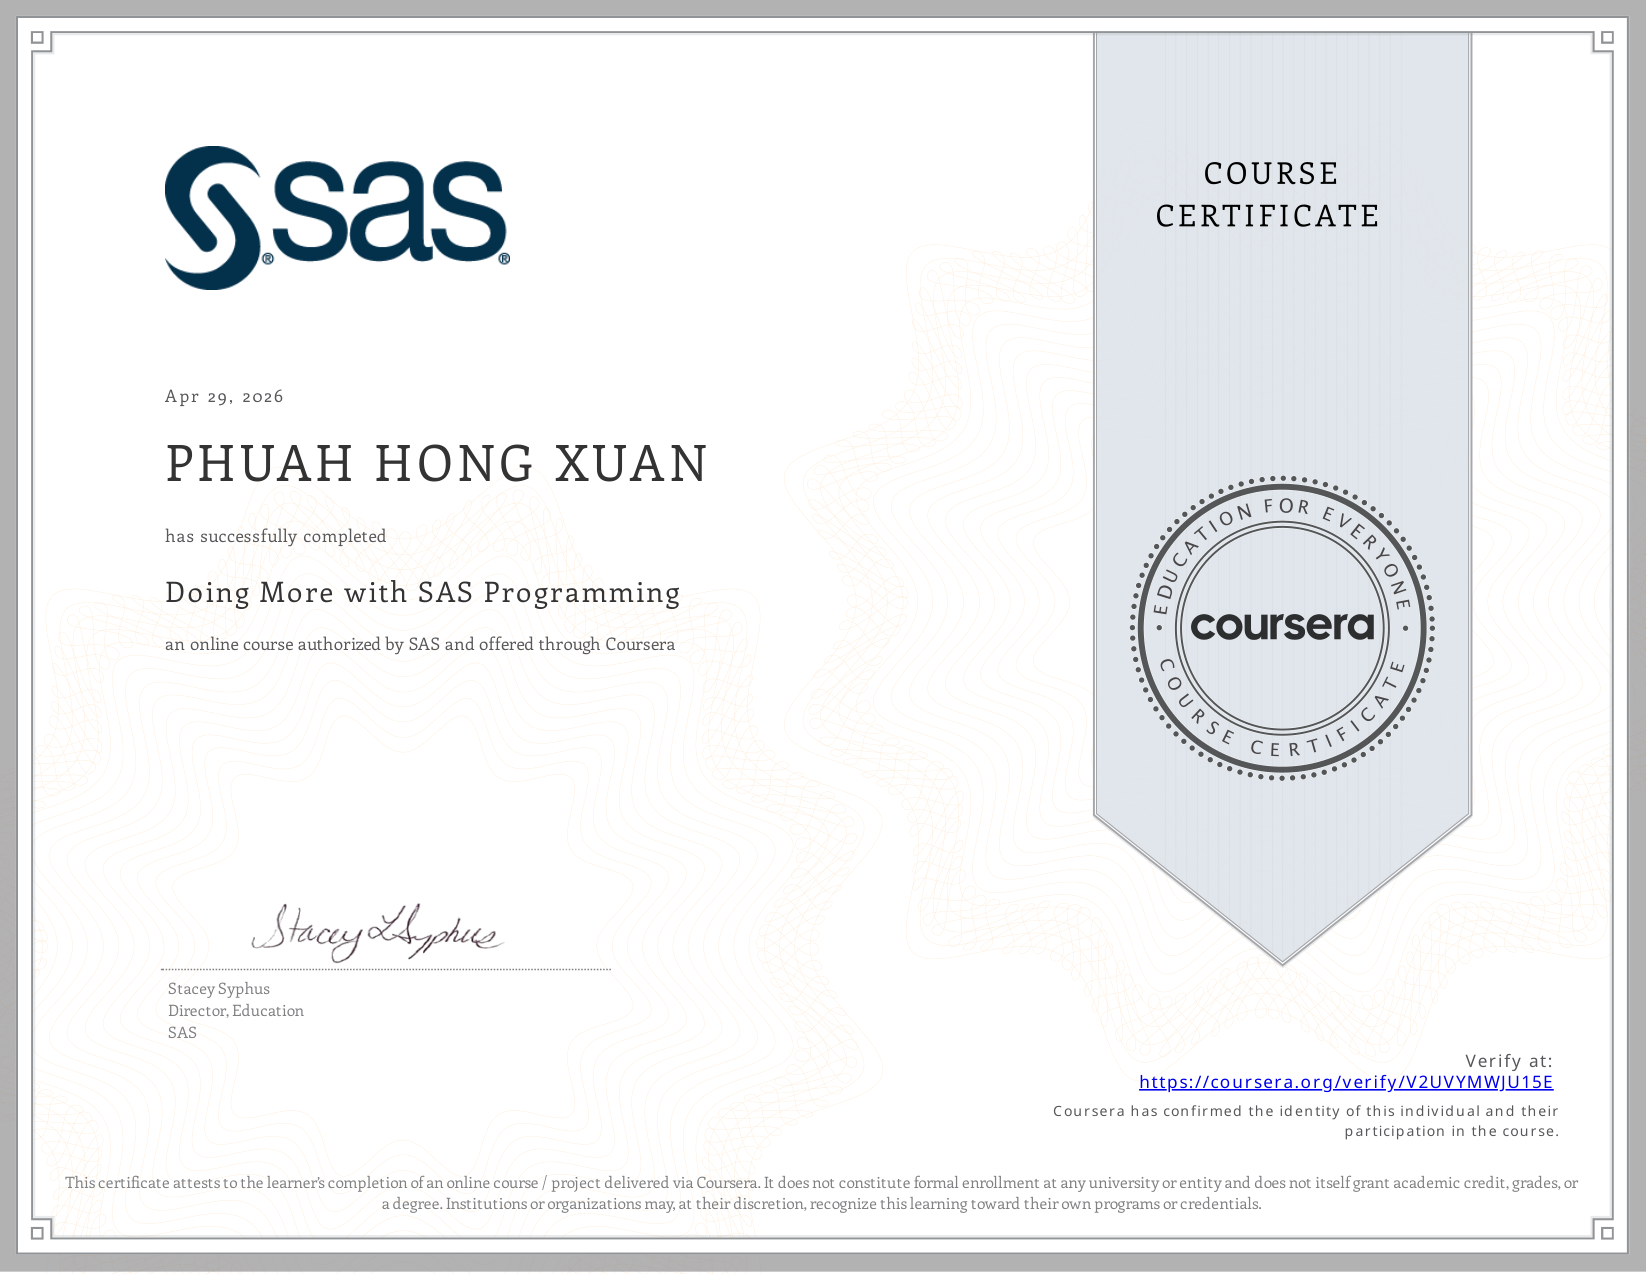 sas
COURSE
CERTIFICATE
Apr 29, 2026
PHUAH HONG XUAN
has successfully completed
Doing More with SAS Programming
an online course authorized by SAS and offered through Coursera
EDUCATION FOR EVERYONE
coursera
COURSE CERTIFICATE
Stacey L Syphus
Stacey Syphus
Director, Education
SAS
Verify at:
https://coursera.org/verify/V2UVYMWJU15E
Coursera has confirmed the identity of this individual and their
participation in the course.
This certificate attests to the learner's completion of an online course / project delivered via Coursera. It does not constitute formal enrollment at any university or entity and does not itself grant academic credit, grades, or
a degree. Institutions or organizations may, at their discretion, recognize this learning toward their own programs or credentials.